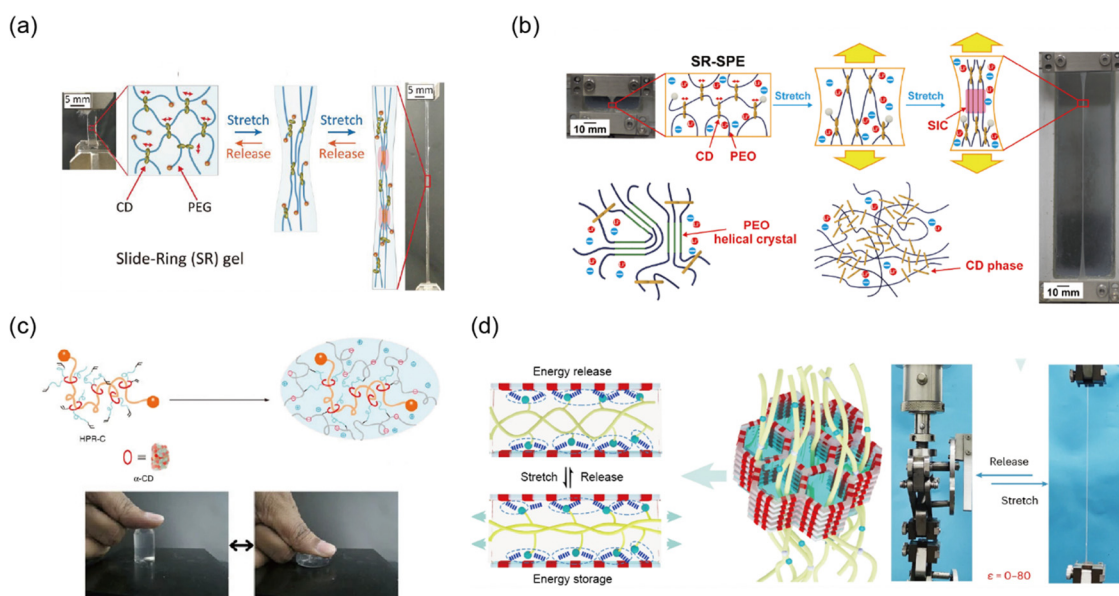 (a)
5 mm
Stretch
Release
Stretch
Release
5 mm
CD
PEG
Slide-Ring (SR) gel
(b)
SR-SPE
Stretch
Stretch
SIC
10 mm
CD
PEO
PEO
helical crystal
CD phase
10 mm
(c)
HPR-C
=
α-CD
(d)
Energy release
Stretch
Release
Energy storage
Release
Stretch
ε = 0–80